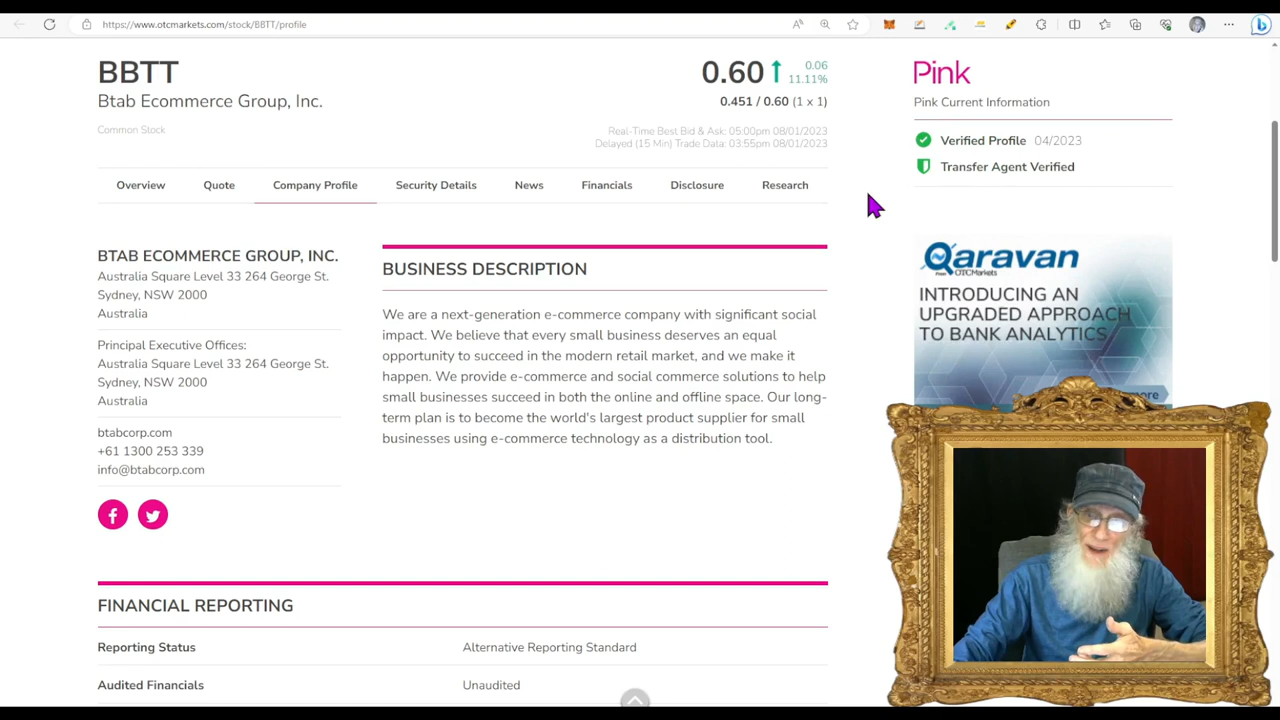 https://www.otcmarkets.com/stock/BBTT/profile
BBTT
Btab Ecommerce Group, Inc.
Common Stock
0.60
0.06
11.11%
0.451 / 0.60 (1 x 1)
Real-Time Best Bid & Ask: 05:00pm 08/01/2023
Delayed (15 Min) Trade Data: 03:55pm 08/01/2023
Pink
Pink Current Information
Verified Profile 04/2023
Transfer Agent Verified
Overview Quote Company Profile Security Details News Financials Disclosure Research
BTAB ECOMMERCE GROUP, INC.
Australia Square Level 33 264 George St.
Sydney, NSW 2000
Australia
Principal Executive Offices:
Australia Square Level 33 264 George St.
Sydney, NSW 2000
Australia
btabcorp.com
+61 1300 253 339
info@btabcorp.com
BUSINESS DESCRIPTION
We are a next-generation e-commerce company with significant social
impact. We believe that every small business deserves an equal
opportunity to succeed in the modern retail market, and we make it
happen. We provide e-commerce and social commerce solutions to help
small businesses succeed in both the online and offline space. Our long-
term plan is to become the world's largest product supplier for small
businesses using e-commerce technology as a distribution tool.
Qaravan
From OTCMarkets
INTRODUCING AN
UPGRADED APPROACH
TO BANK ANALYTICS
more
FINANCIAL REPORTING
Reporting Status Alternative Reporting Standard
Audited Financials Unaudited